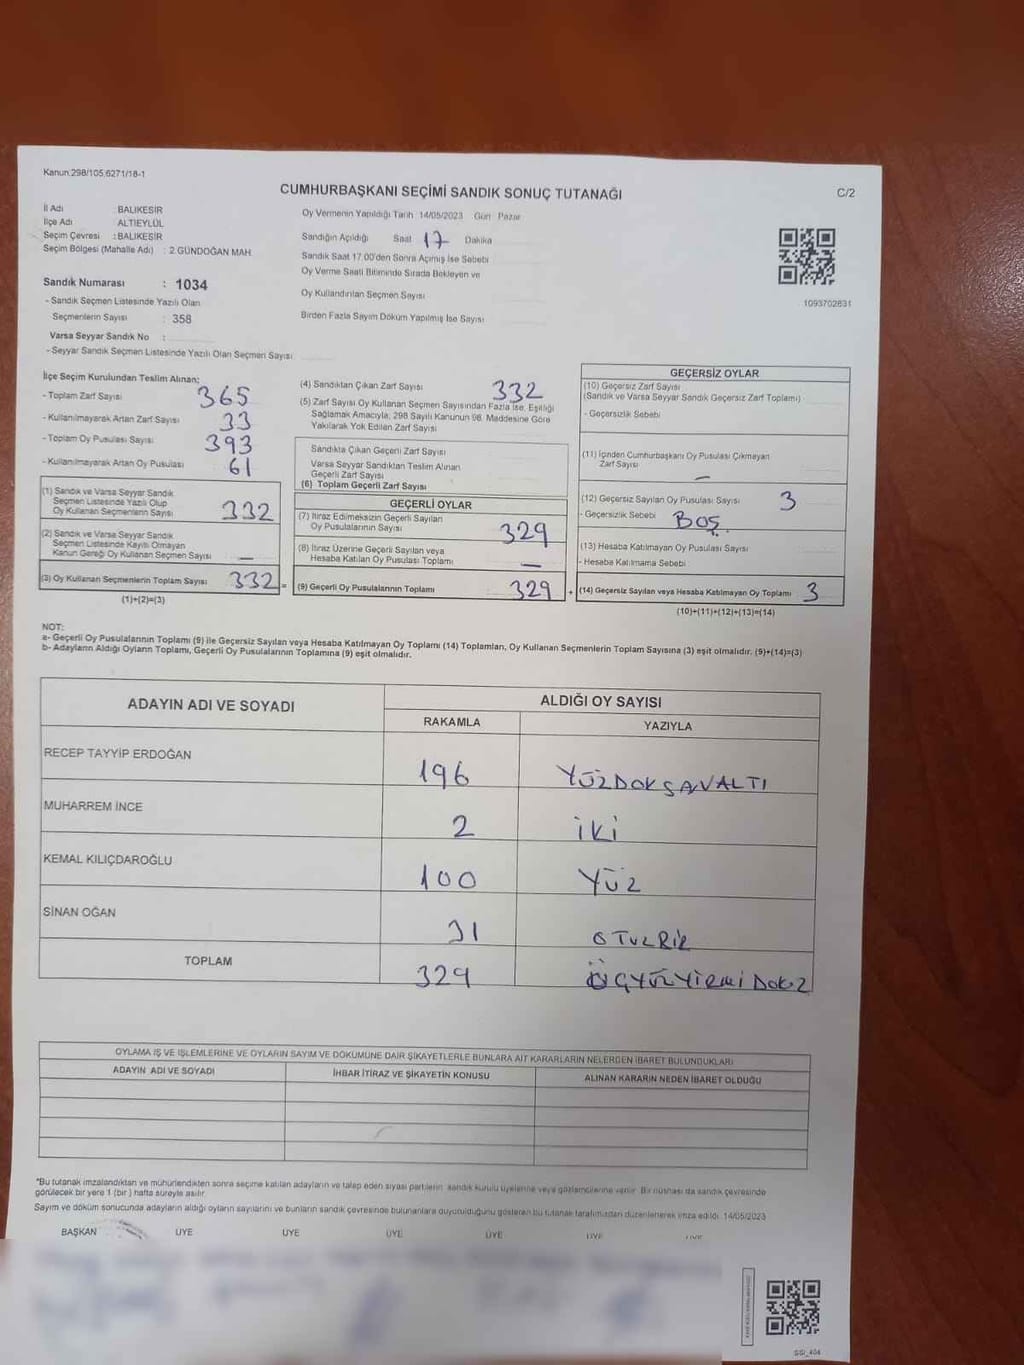 Kanun:298/105,6271/18-1
CUMHURBAŞKANI SEÇİMİ SANDIK SONUÇ TUTANAĞI
C/2
İl Adı BALIKESİR
İlçe Adı ALTIEYLÜL
Seçim Çevresi : BALIKESİR
Seçim Bölgesi (Mahalle Adı) : 2.GÜNDOĞAN MAH.
Oy Vermenin Yapıldığı Tarih 14/05/2023 Gün Pazar
Sandığın Açıldığı Saat 17 Dakika
Sandık Saat 17.00'den Sonra Açmış İse Sebebi
Oy Verme Saati Bitiminde Sırada Bekleyen ve
Oy Kullandırılan Seçmen Sayısı
Birden Fazla Sayım Döküm Yapılmış İse Sayısı
1093702831
Sandık Numarası : 1034
- Sandık Seçmen Listesinde Yazılı Olan
Seçmenlerin Sayısı : 358
Varsa Seyyar Sandık No :
- Seyyar Sandık Seçmen Listesinde Yazılı Olan Seçmen Sayısı
İlçe Seçim Kurulundan Teslim Alınan;
- Toplam Zarf Sayısı 365
- Kullanılmayarak Artan Zarf Sayısı 33
- Toplam Oy Pusulası Sayısı 393
- Kullanılmayarak Artan Oy Pusulası 61
(1) Sandık ve Varsa Seyyar Sandık
Seçmen Listesinde Yazılı Olup
Oy Kullanan Seçmenlerin Sayısı 332
(2) Sandık ve Varsa Seyyar Sandık
Seçmen Listesinde Kayıtlı Olmayan
Kanun Gereği Oy Kullanan Seçmen Sayısı —
(3) Oy Kullanan Seçmenlerin Toplam Sayısı 332 =
(1)+(2)=(3)
(4) Sandıktan Çıkan Zarf Sayısı 332
(5) Zarf Sayısı Oy Kullanan Seçmen Sayısından Fazla İse, Eşitliği
Sağlamak Amacıyla, 298 Sayılı Kanunun 98. Maddesine Göre
Yakılarak Yok Edilen Zarf Sayısı
Sandıkta Çıkan Geçerli Zarf Sayısı
Varsa Seyyar Sandıktan Teslim Alınan
Geçerli Zarf Sayısı
(6) Toplam Geçerli Zarf Sayısı
GEÇERLİ OYLAR
(7) İtiraz Edilmeksizin Geçerli Sayılan
Oy Pusulalarının Sayısı 329
(8) İtiraz Üzerine Geçerli Sayılan veya
Hesaba Katılan Oy Pusulası Toplamı —
(9) Geçerli Oy Pusulalarının Toplamı 329 +
GEÇERSİZ OYLAR
(10) Geçersiz Zarf Sayısı
(Sandık ve Varsa Seyyar Sandık Geçersiz Zarf Toplamı)
- Geçersizlik Sebebi
(11) İçinden Cumhurbaşkanı Oy Pusulası Çıkmayan
Zarf Sayısı —
(12) Geçersiz Sayılan Oy Pusulası Sayısı 3
- Geçersizlik Sebebi BOŞ.
(13) Hesaba Katılmayan Oy Pusulası Sayısı
- Hesaba Katılmama Sebebi
(14) Geçersiz Sayılan veya Hesaba Katılmayan Oy Toplamı 3
(10)+(11)+(12)+(13)=(14)
NOT:
a- Geçerli Oy Pusulalarının Toplamı (9) ile Geçersiz Sayılan veya Hesaba Katılmayan Oy Toplamı (14) Toplamları, Oy Kullanan Seçmenlerin Toplam Sayısına (3) eşit olmalıdır. (9)+(14)=(3)
b- Adayların Aldığı Oyların Toplamı, Geçerli Oy Pusulalarının Toplamına (9) eşit olmalıdır.
ADAYIN ADI VE SOYADI
ALDIĞI OY SAYISI
RAKAMLA YAZIYLA
RECEP TAYYİP ERDOĞAN 196 YÜZDOKSANALTI
MUHARREM İNCE 2 İKİ
KEMAL KILIÇDAROĞLU 100 YÜZ
SİNAN OĞAN 31 OTUZBİR
TOPLAM 329 ÜÇYÜZYİRMİDOKUZ
OYLAMA İŞ VE İŞLEMLERİNE VE OYLARIN SAYIM VE DÖKÜMÜNE DAİR ŞİKAYETLERLE BUNLARA AİT KARARLARIN NELERDEN İBARET BULUNDUKLARI
ADAYIN ADI VE SOYADI İHBAR İTİRAZ VE ŞİKAYETİN KONUSU ALINAN KARARIN NEDEN İBARET OLDUĞU
*Bu tutanak imzalandıktan ve mühürlendikten sonra seçime katılan adayların ve talep eden siyasi partilerin sandık kurulu üyelerine veya gözlemcilerine verilir. Bir nüshası da sandık çevresinde
görülecek bir yere 1 (bir) hafta süreyle asılır.
Sayım ve döküm sonucunda adayların aldığı oyların sayılarını ve bunların sandık çevresinde bulunanlara duyurulduğunu gösteren bu tutanak tarafımızdan düzenlenerek imza edildi. 14/05/2023
BAŞKAN ÜYE ÜYE ÜYE ÜYE ÜYE ÜYE